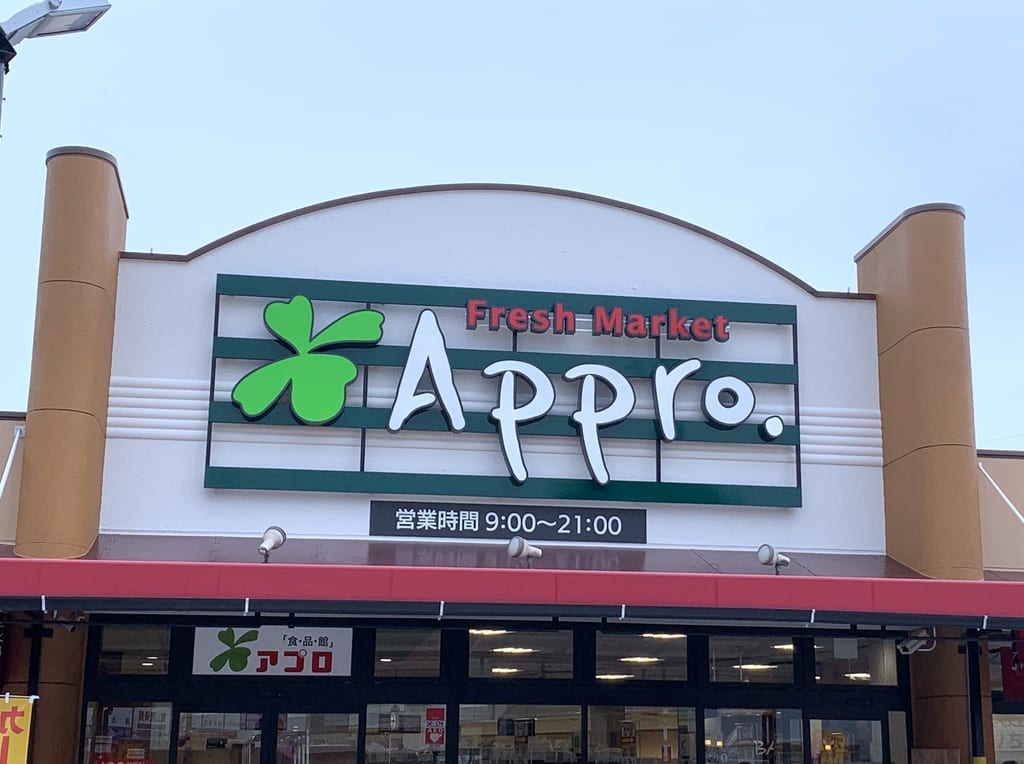 Fresh Market
Appro.
営業時間 9:00～21:00
「食・品・館」
アプロ